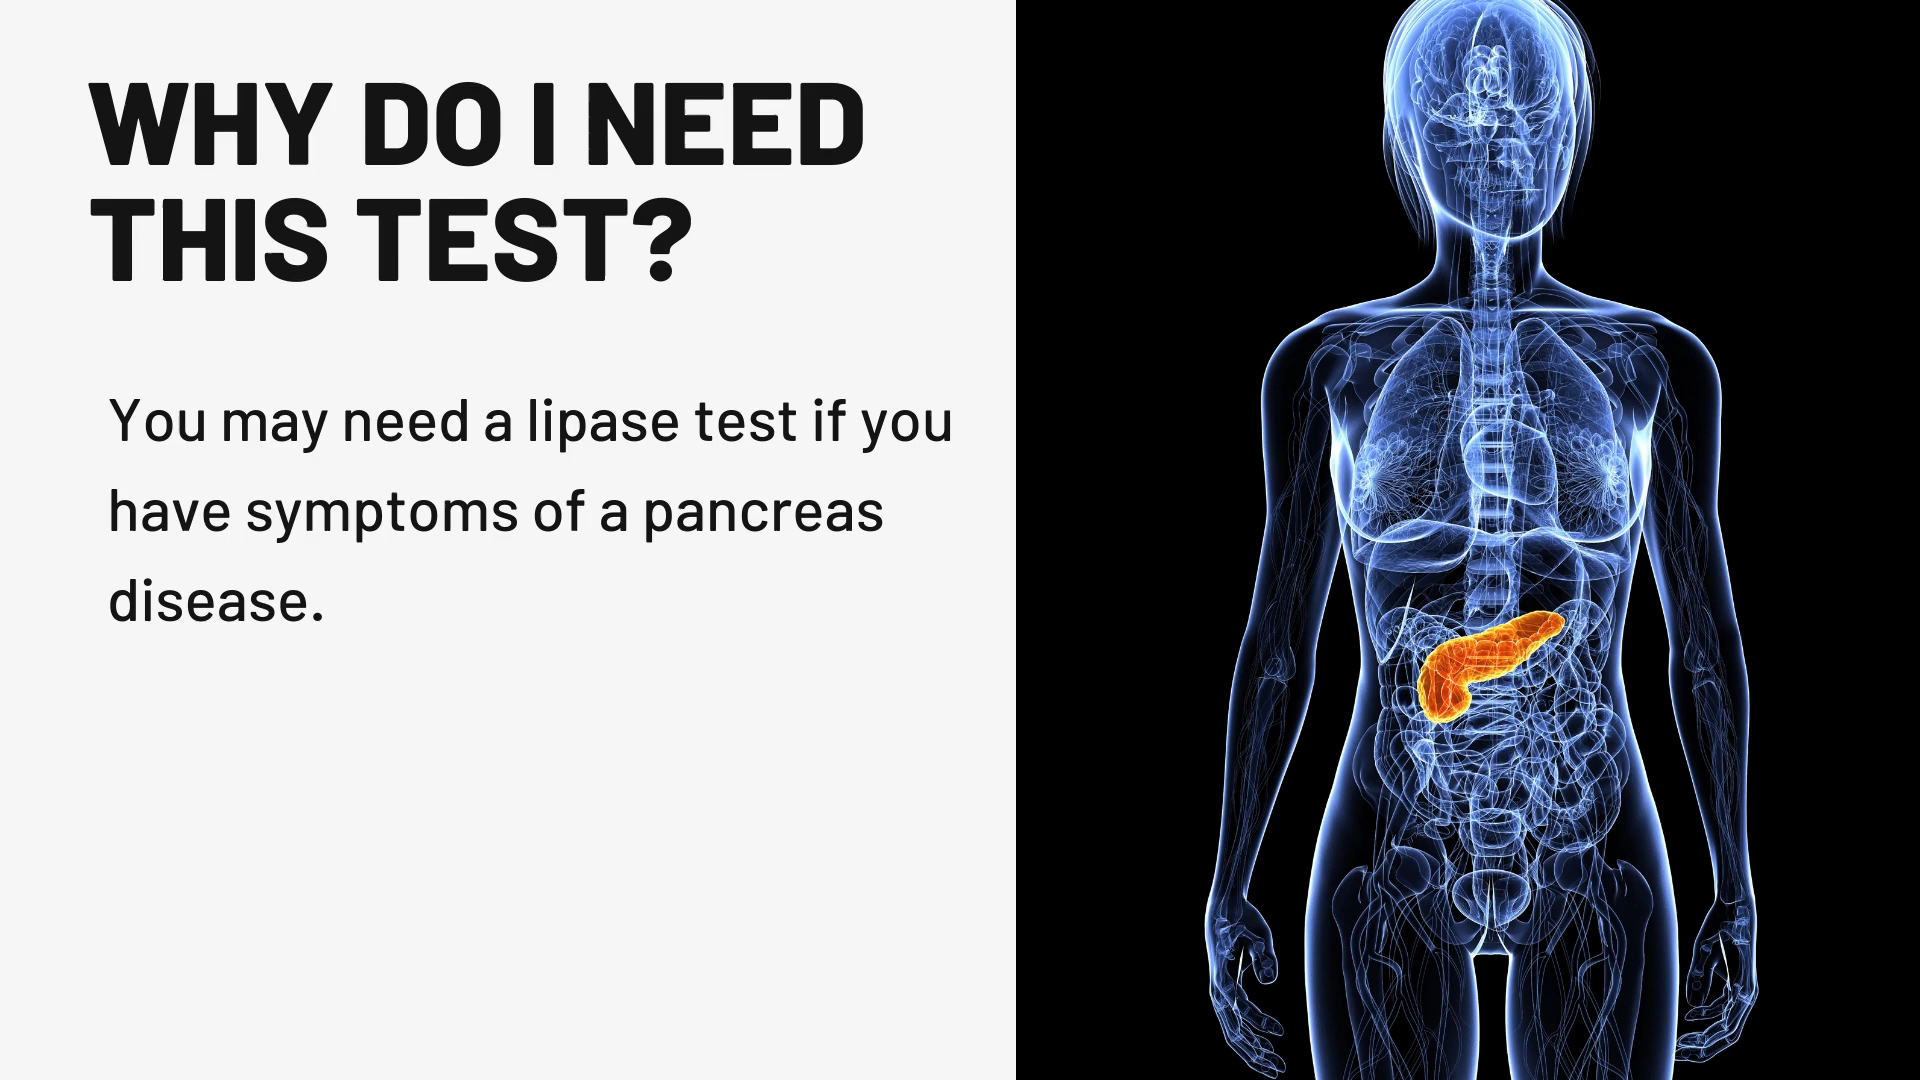 WHY DO I NEED
THIS TEST?
You may need a lipase test if you
have symptoms of a pancreas
disease.